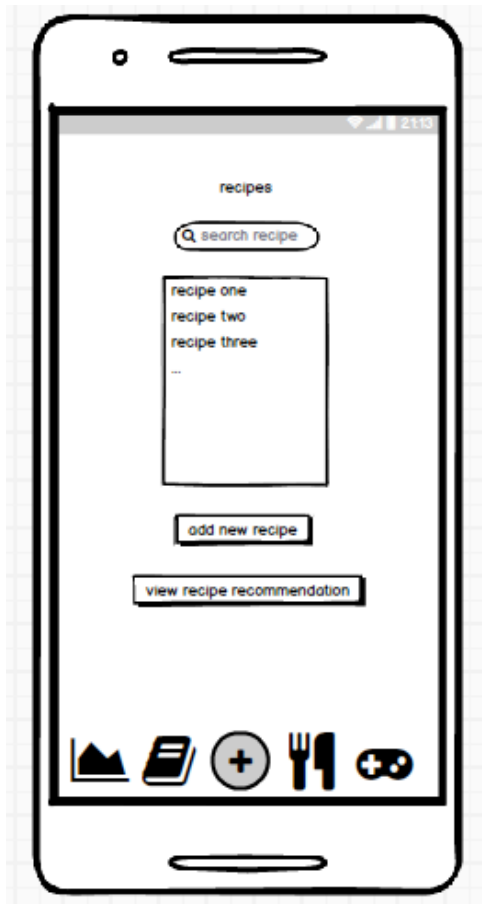 21:13
recipes
search recipe
recipe one
recipe two
recipe three
...
add new recipe
view recipe recommendation